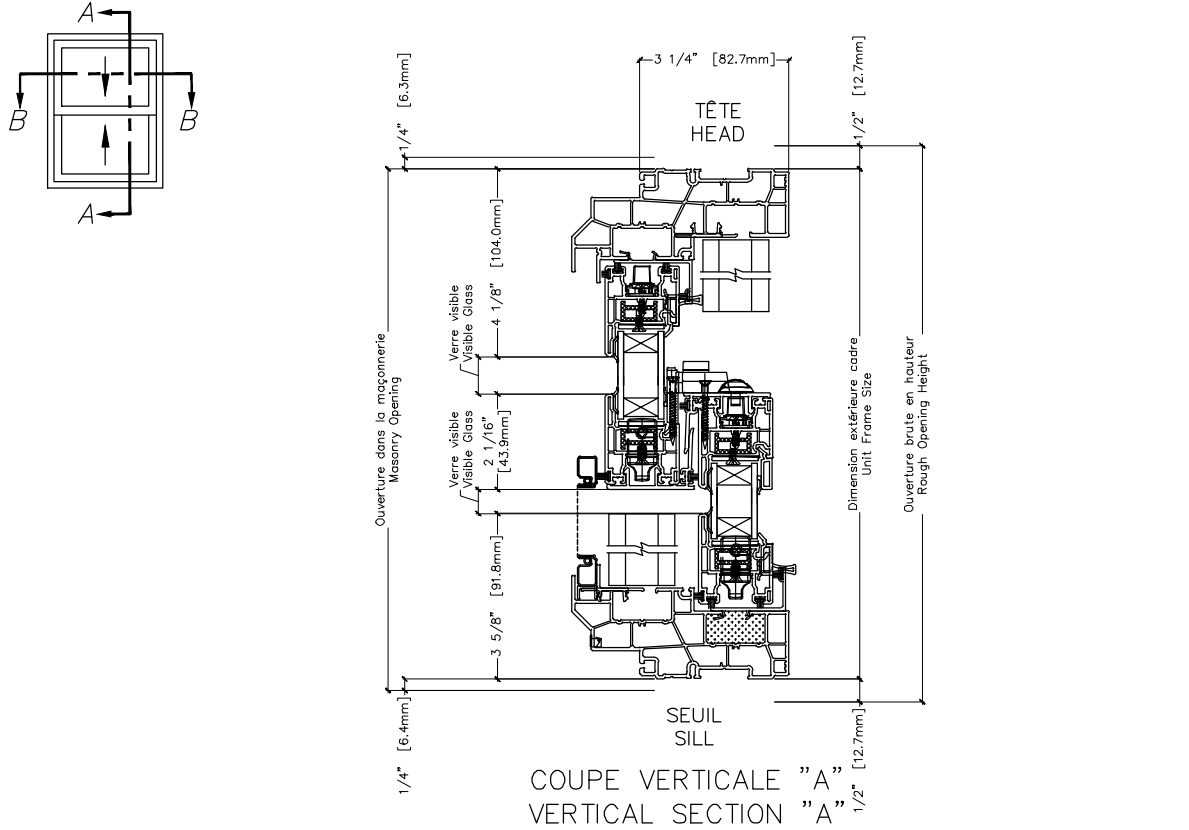 A
B
B
A
1/4" [6.3mm]
3 1/4" [82.7mm]
1/2" [12.7mm]
TÊTE
HEAD
4 1/8" [104.0mm]
Verre visible
Visible Glass
Ouverture dans la maçonnerie
Masonry Opening
Verre visible
Visible Glass
2 1/16"
[43.9mm]
Dimension extérieure cadre
Unit Frame Size
Ouverture brute en hauteur
Rough Opening Height
3 5/8" [91.8mm]
1/4" [6.4mm]
SEUIL
SILL
1/2" [12.7mm]
COUPE VERTICALE "A"
VERTICAL SECTION "A"